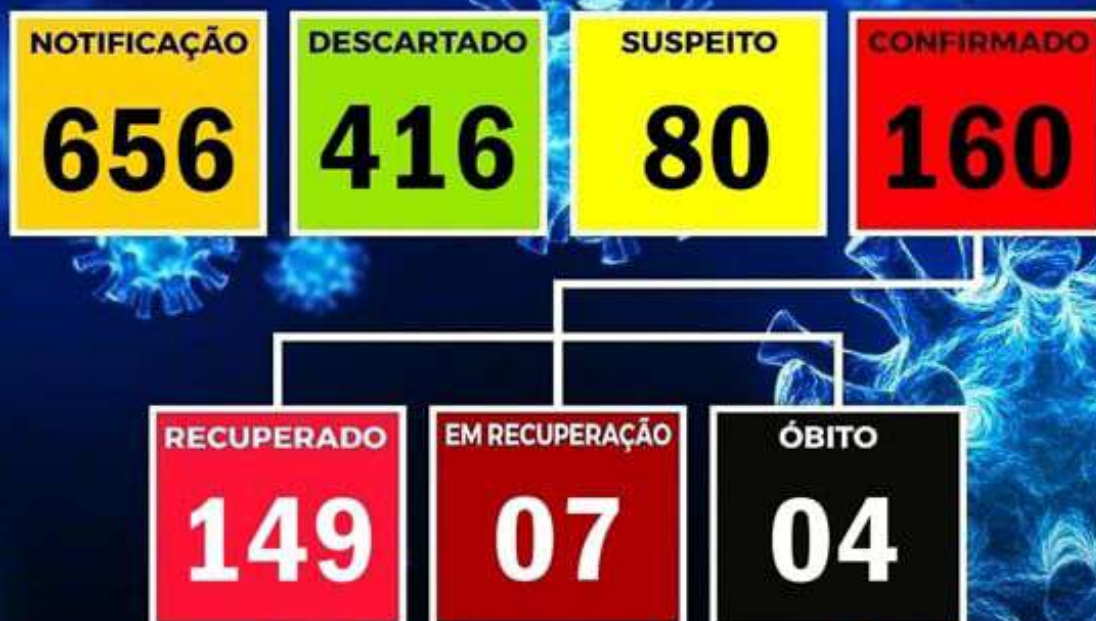 NOTIFICAÇÃO
656
DESCARTADO
416
SUSPEITO
80
CONFIRMADO
160
RECUPERADO
149
EM RECUPERAÇÃO
07
ÓBITO
04